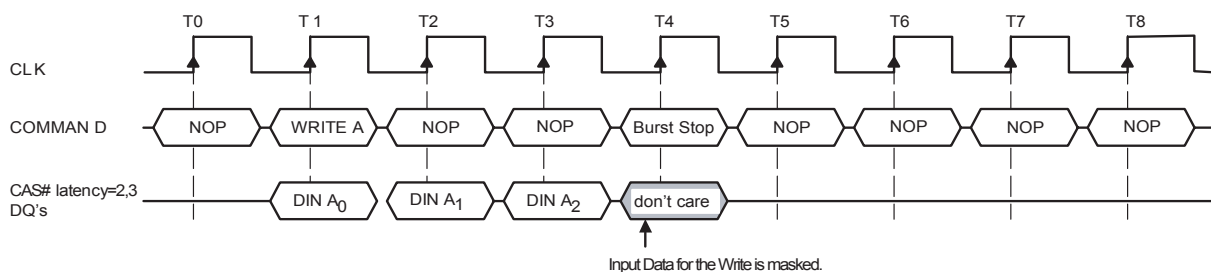 T0 T 1 T2 T3 T4 T5 T6 T7 T8
CLK
COMMAN D NOP WRITE A NOP NOP Burst Stop NOP NOP NOP NOP
CAS# latency=2,3
DQ's DIN A0 DIN A1 DIN A2 don't care
Input Data for the Write is masked.